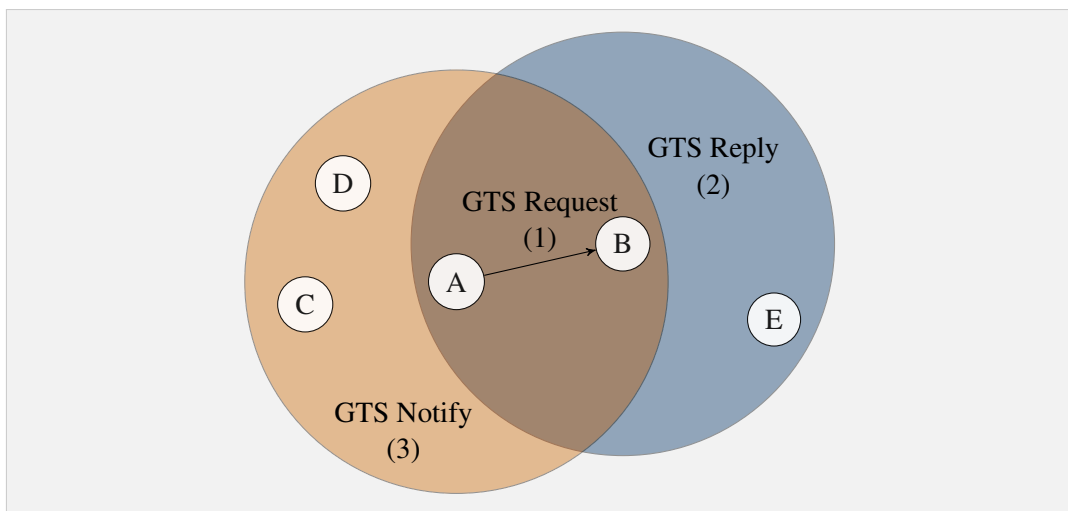 GTS Reply
(2)
D
GTS Request
(1)
B
A
C
E
GTS Notify
(3)